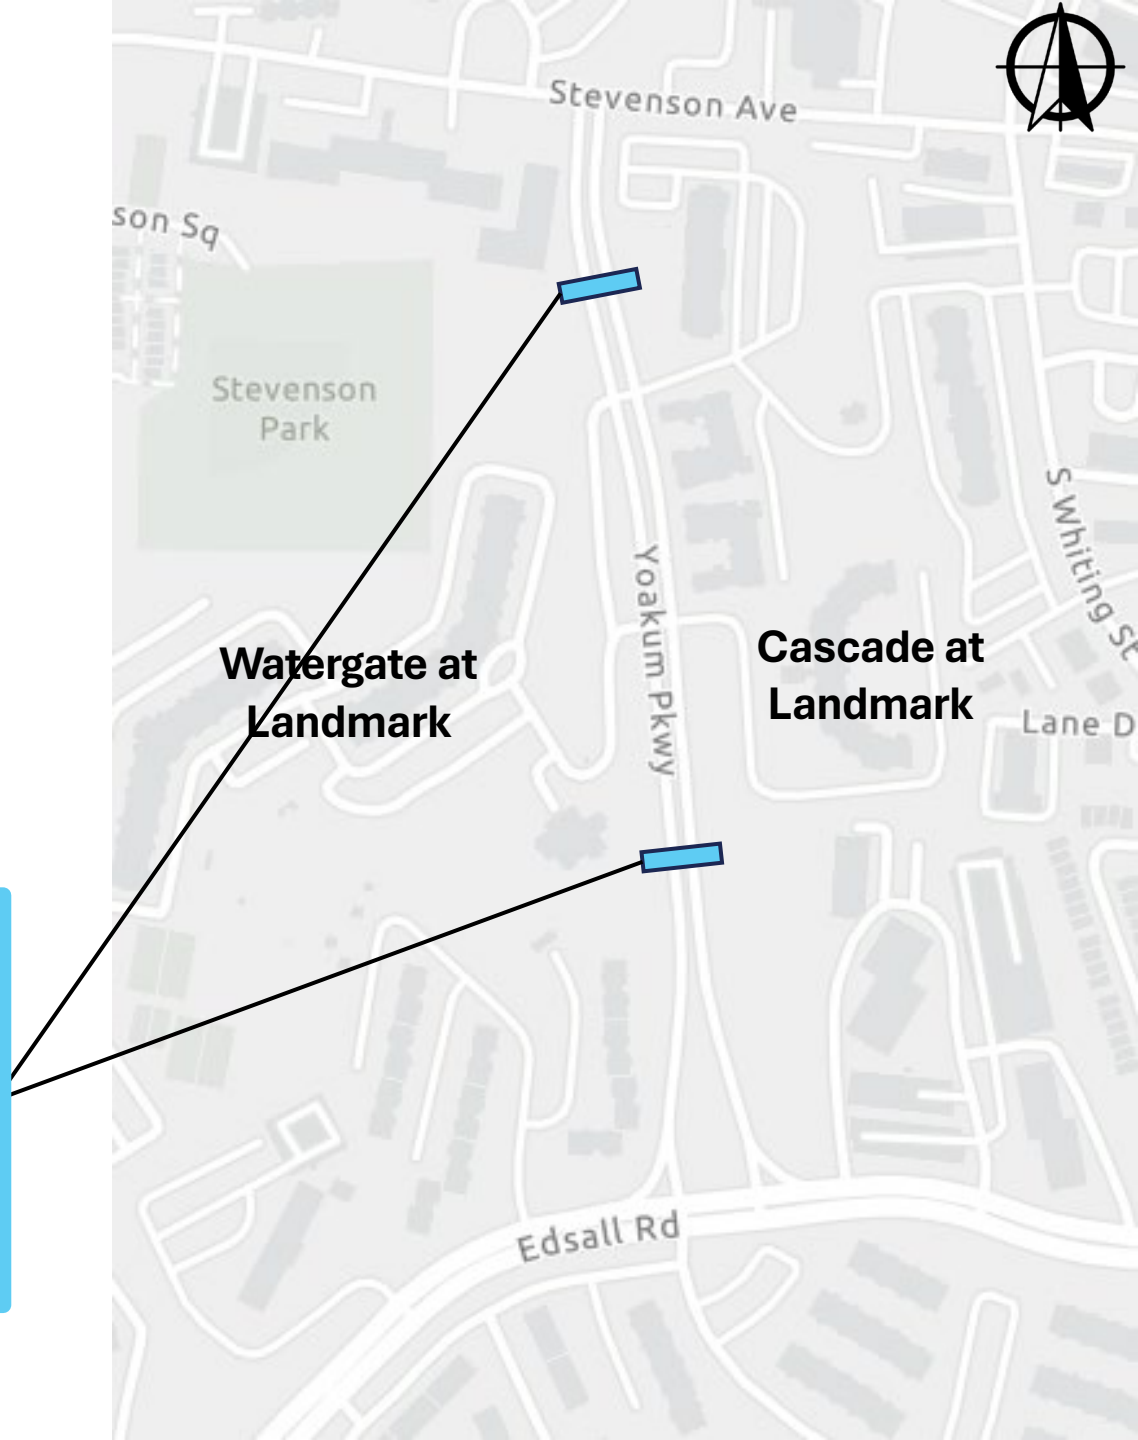 Stevenson Ave
son Sq
Stevenson
Park
S Whiting St
Yoakum Pkwy
Watergate at
Landmark
Cascade at
Landmark
Lane D
Edsall Rd